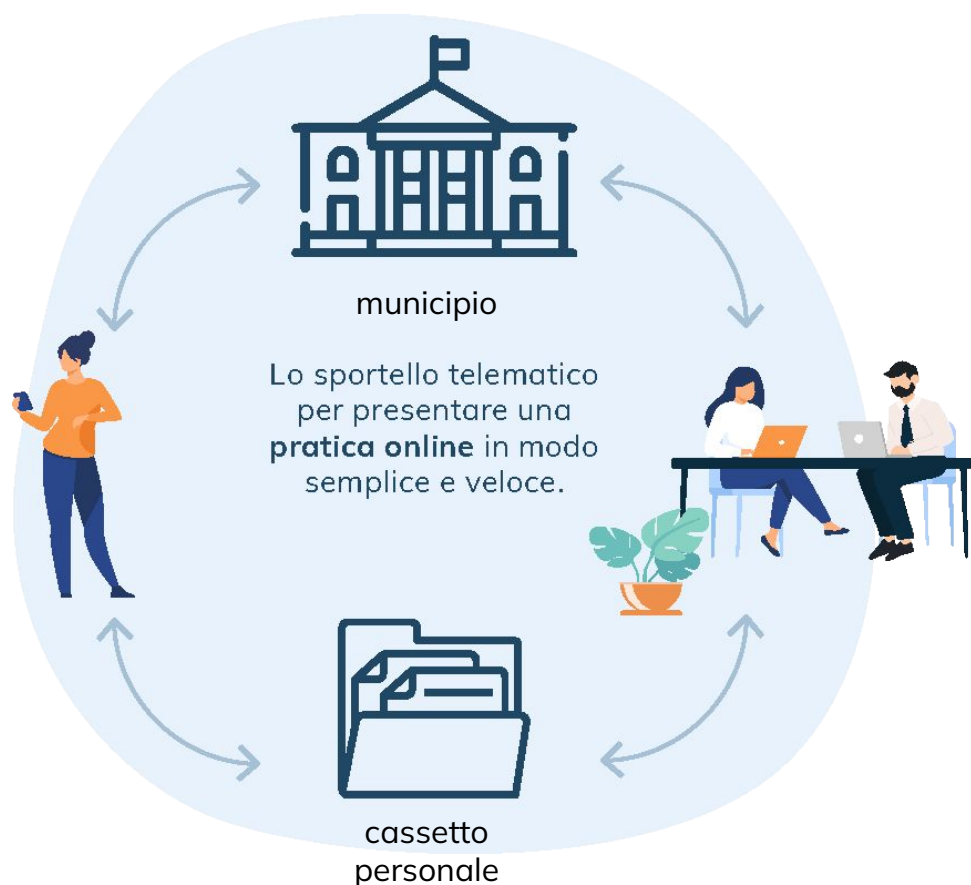 municipio
Lo sportello telematico
per presentare una
pratica online in modo
semplice e veloce.
cassetto
personale